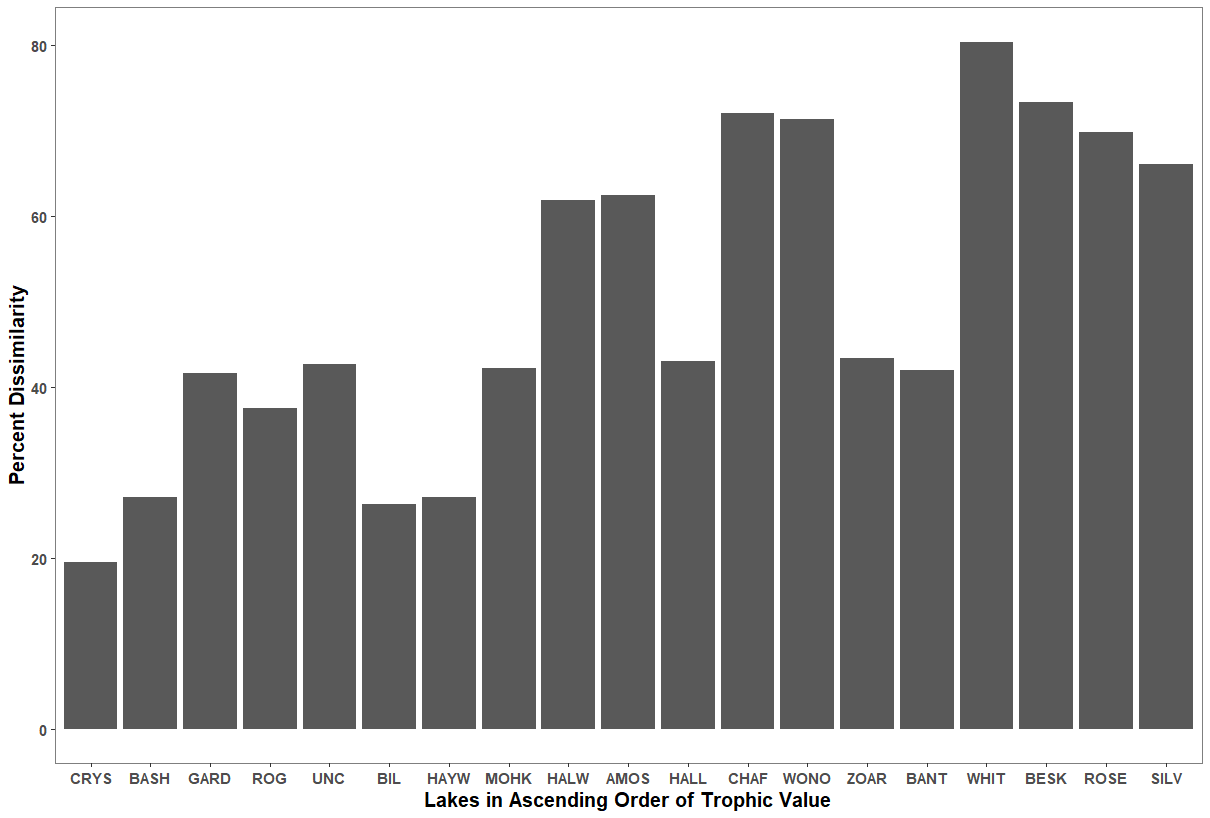 80
60
40
20
0
Percent Dissimilarity
CRYS BASH GARD ROG UNC BIL HAYW MOHK HALW AMOS HALL CHAF WONO ZOAR BANT WHIT BESK ROSE SILV
Lakes in Ascending Order of Trophic Value